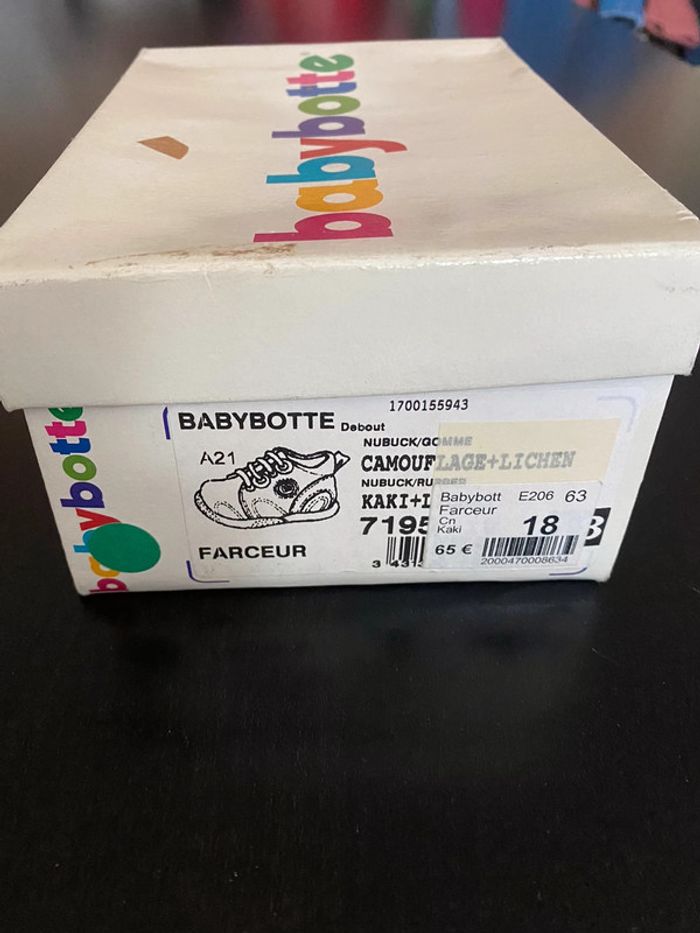 babybotte
babybotte
BABYBOTTE Debout
1700155943
A21
NUBUCK/GOMME
CAMOUFLAGE+LICHEN
NUBUCK/RUBBER
KAKI+L
7195
FARCEUR
Babybott E206 63
Farceur
Cn
Kaki
18
65 €
2000470008634